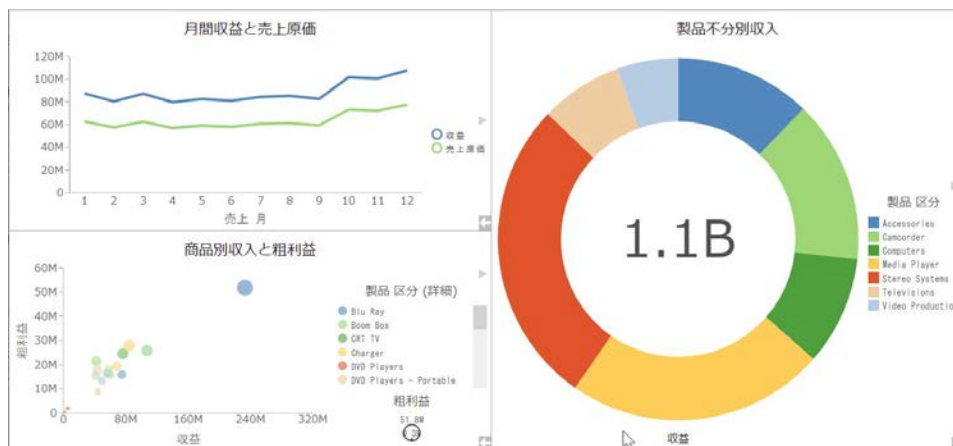 月間収益と売上原価
120M
100M
80M
60M
40M
20M
0
1 2 3 4 5 6 7 8 9 10 11 12
売上 月
収益
売上原価
商品別収入と粗利益
60M
50M
40M
30M
20M
10M
0
0 80M 160M 240M 320M
粗利益
収益
製品 区分 (詳細)
Blu Ray
Boom Box
CRT TV
Charger
DVD Players
DVD Players - Portable
粗利益
51.8M
製品不分別収入
1.1B
収益
製品 区分
Accessories
Camcorder
Computers
Media Player
Stereo Systems
Televisions
Video Productio